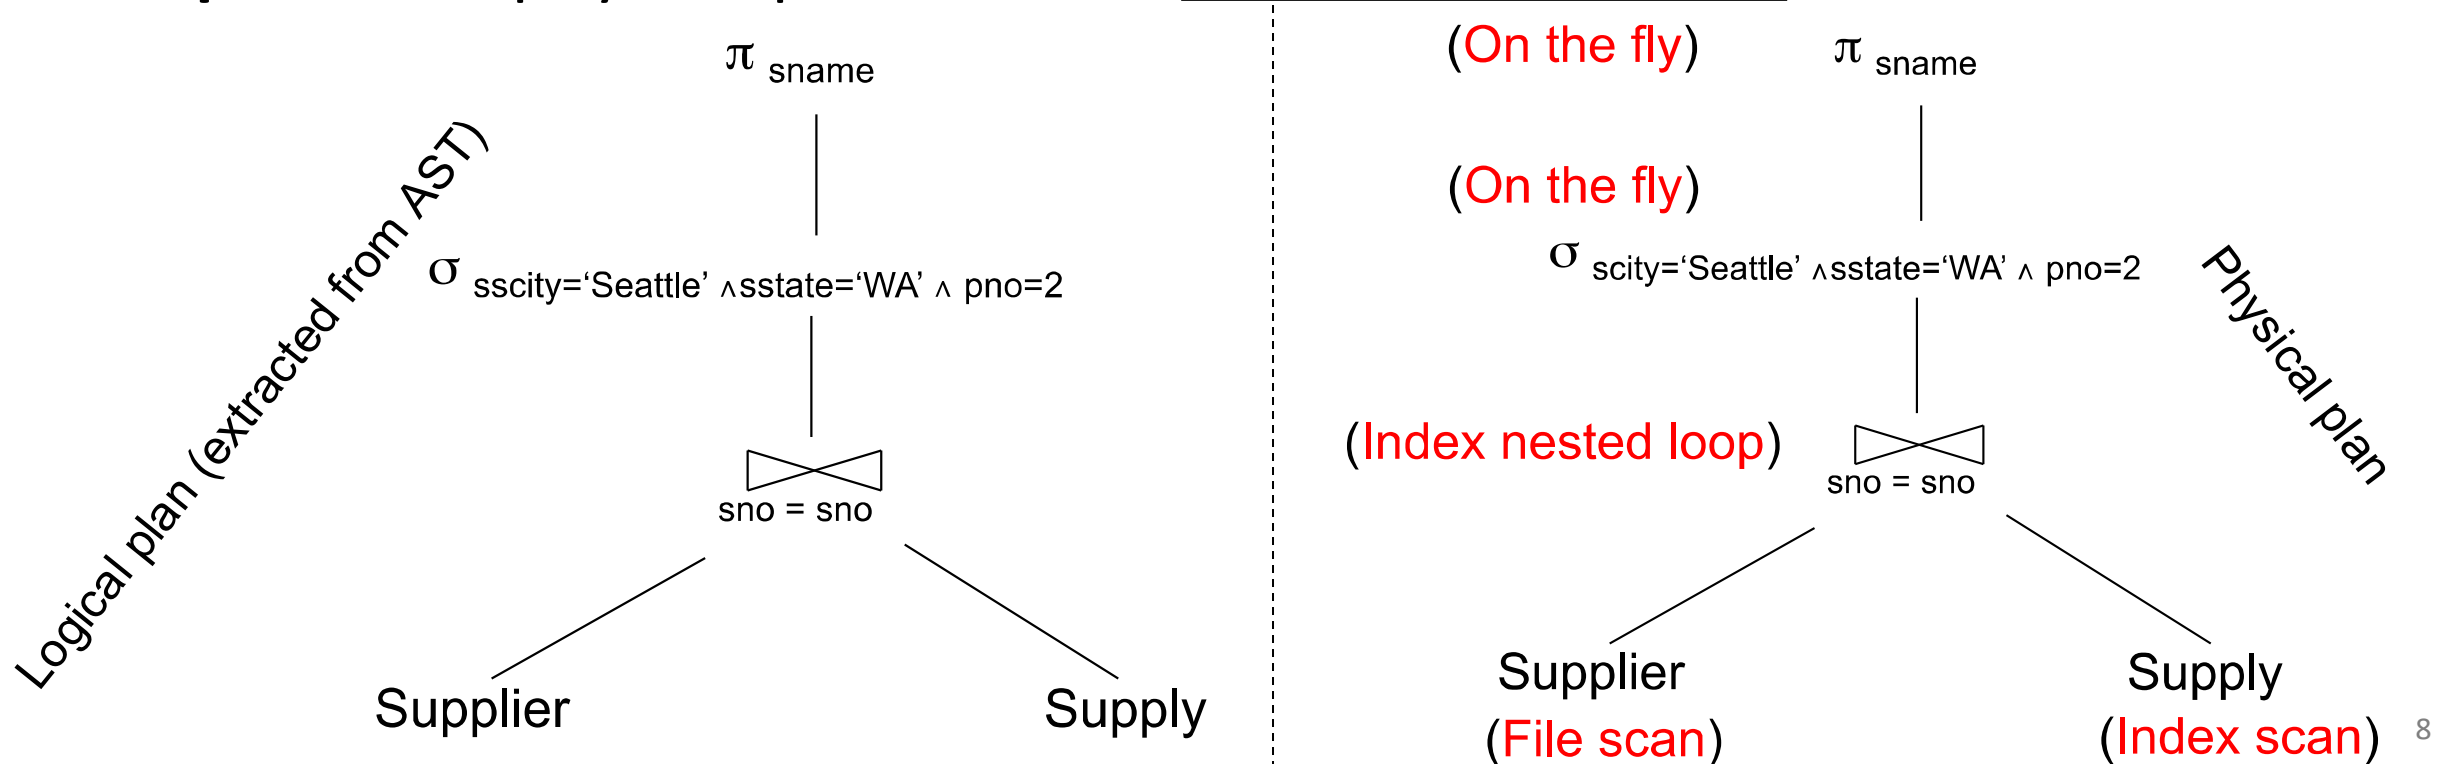 π sname
σ sscity=‘Seattle’ ∧sstate=‘WA’ ∧ pno=2
sno = sno
Supplier
Supply
Logical plan (extracted from AST)
(On the fly)
π sname
(On the fly)
σ scity=‘Seattle’ ∧sstate=‘WA’ ∧ pno=2
(Index nested loop)
sno = sno
Physical plan
Supplier
(File scan)
Supply
(Index scan)
8